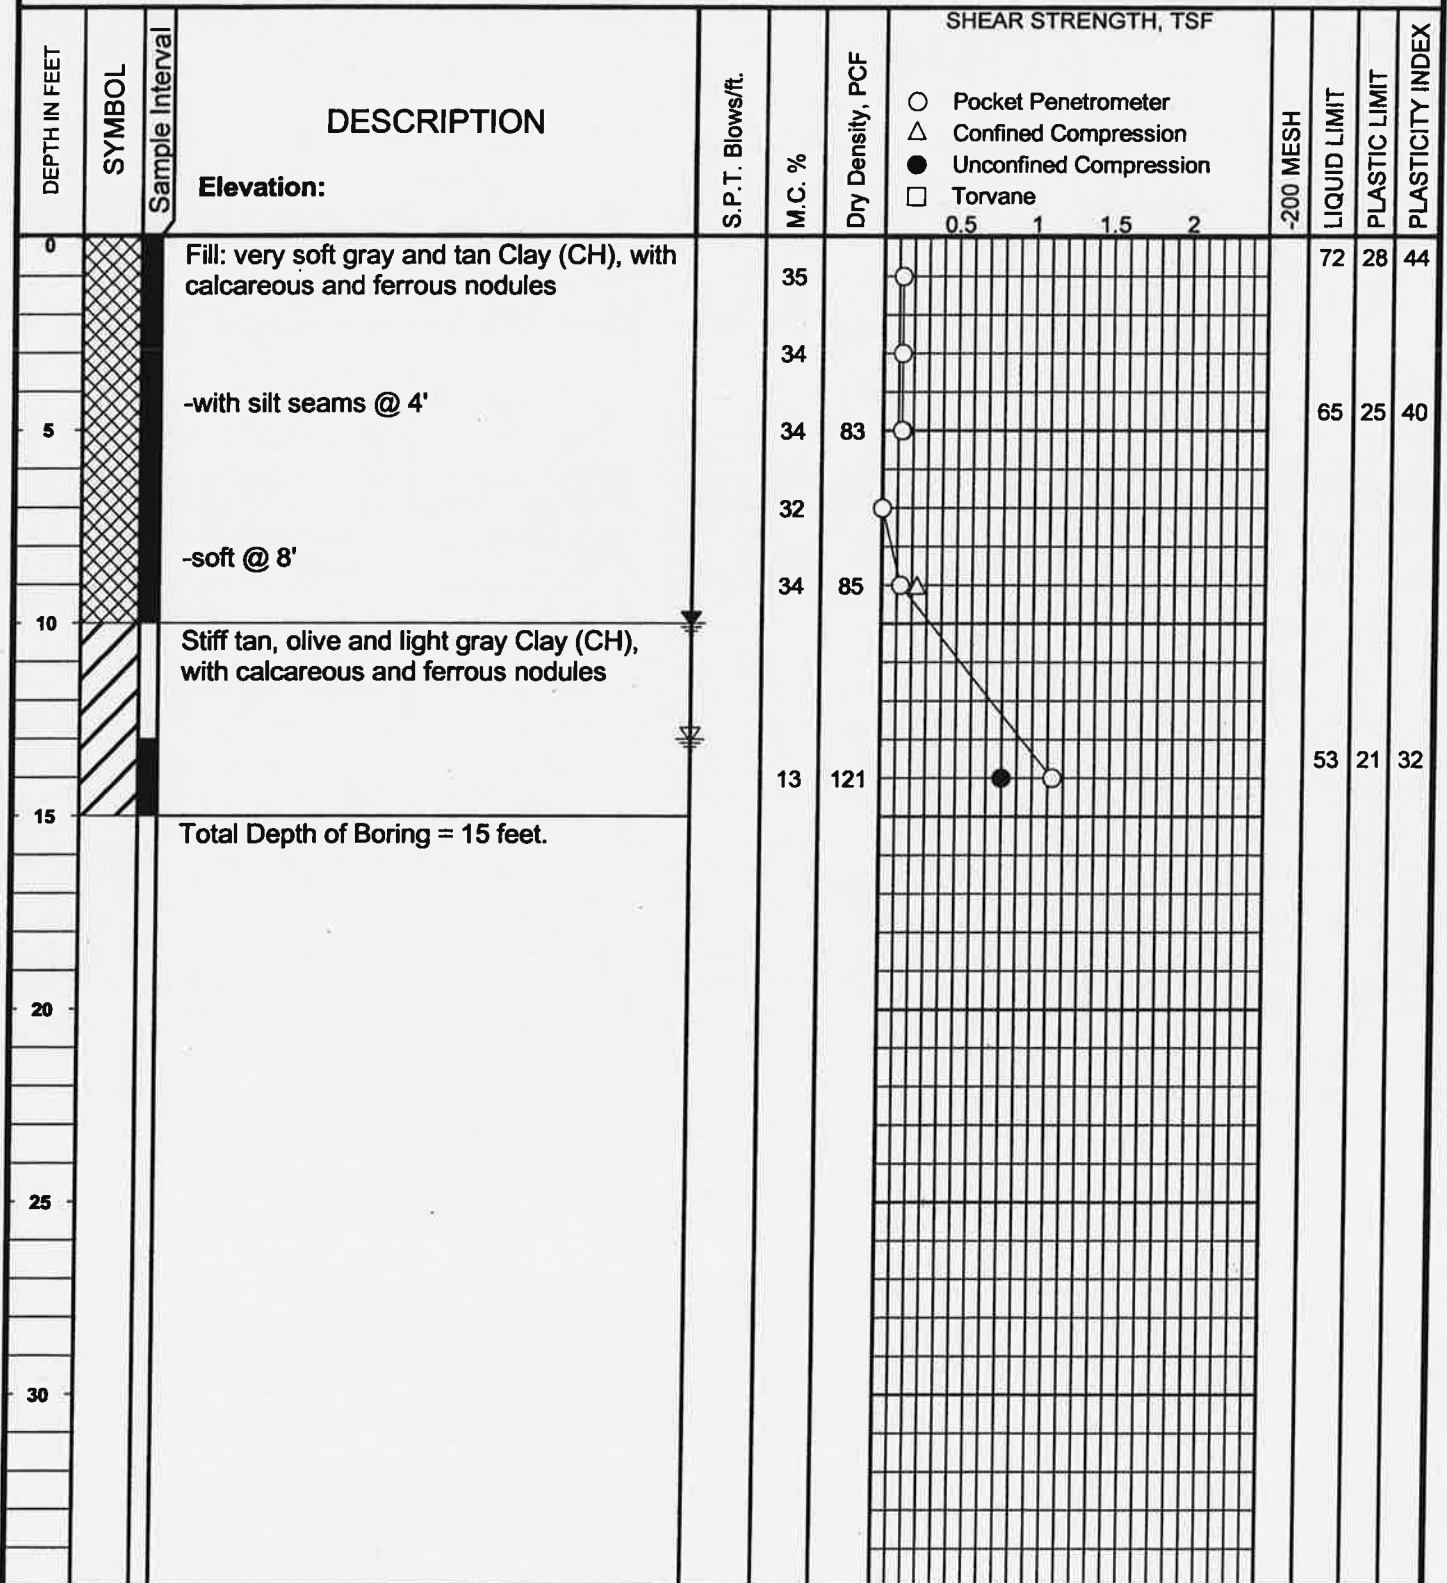 SHEAR STRENGTH, TSF
DEPTH IN FEET
SYMBOL
Sample Interval
DESCRIPTION
Elevation:
S.P.T. Blows/ft.
M.C. %
Dry Density, PCF
Pocket Penetrometer
Confined Compression
Unconfined Compression
Torvane
0.5 1 1.5 2
-200 MESH
LIQUID LIMIT
PLASTIC LIMIT
PLASTICITY INDEX
0
Fill: very soft gray and tan Clay (CH), with
calcareous and ferrous nodules
72 28 44
35
34
-with silt seams @ 4'
65 25 40
5
34 83
32
-soft @ 8'
34 85
10
Stiff tan, olive and light gray Clay (CH),
with calcareous and ferrous nodules
53 21 32
13 121
15
Total Depth of Boring = 15 feet.
20
25
30